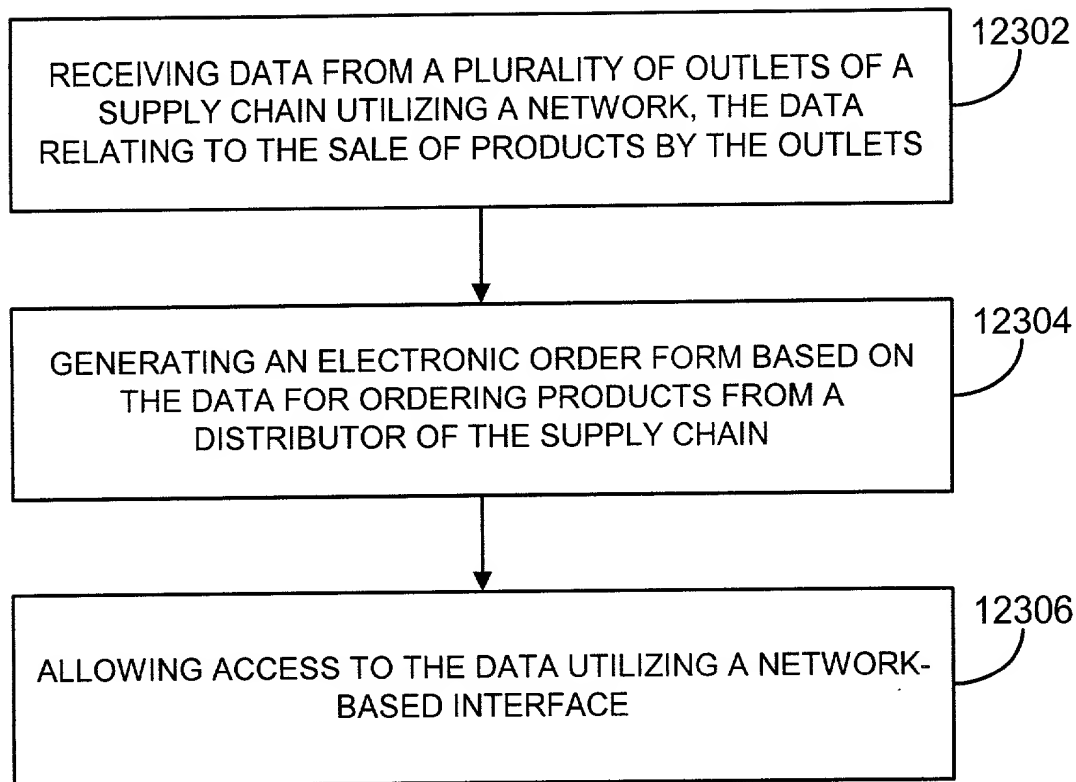 12302
RECEIVING DATA FROM A PLURALITY OF OUTLETS OF A
SUPPLY CHAIN UTILIZING A NETWORK, THE DATA
RELATING TO THE SALE OF PRODUCTS BY THE OUTLETS
12304
GENERATING AN ELECTRONIC ORDER FORM BASED ON
THE DATA FOR ORDERING PRODUCTS FROM A
DISTRIBUTOR OF THE SUPPLY CHAIN
12306
ALLOWING ACCESS TO THE DATA UTILIZING A NETWORK-
BASED INTERFACE